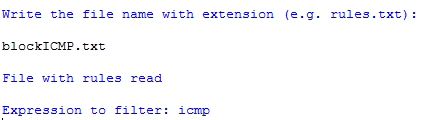 Write the file name with extension (e.g. rules.txt):
blockICMP.txt
File with rules read
Expression to filter: icmp